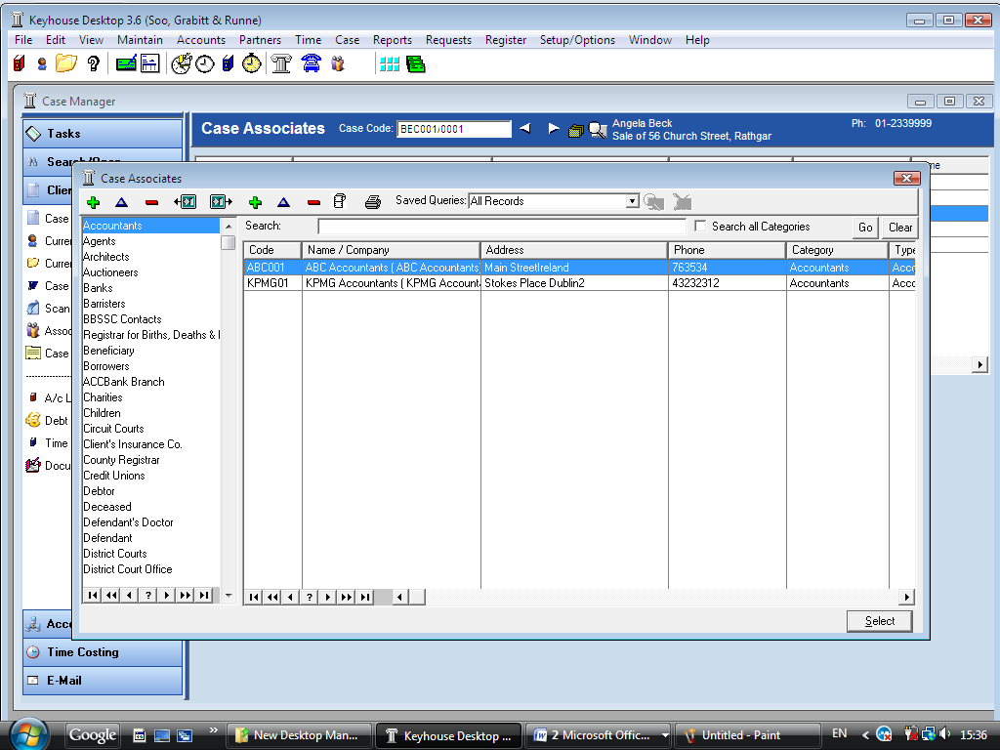 Keyhouse Desktop 3.6 (Soo, Grabitt & Runne)
File Edit View Maintain Accounts Partners Time Case Reports Requests Register Setup/Options Window Help
Case Manager
Tasks
Case Associates Case Code: BEC001/0001
Angela Beck
Sale of 56 Church Street, Rathgar
Ph: 01-2339999
Case Associates
Saved Queries: All Records
Search: Search all Categories Go Clear
Code Name / Company Address Phone Category Type
ABC001 ABC Accountants ( ABC Accountants) Main StreetIreland 763534 Accountants Acco
KPMG01 KPMG Accountants ( KPMG Account Stokes Place Dublin2 43232312 Accountants Acco
Accountants
Agents
Architects
Auctioneers
Banks
Barristers
BBSSC Contacts
Registrar for Births, Deaths &
Beneficiary
Borrowers
ACCBank Branch
Charities
Children
Circuit Courts
Client's Insurance Co.
County Registrar
Credit Unions
Debtor
Deceased
Defendant's Doctor
Defendant
District Courts
District Court Office
Select
Search/Open
Clien
Case
Curre
Curre
Case
Scan
Assoc
Case
A/c L
Debt
Time
Docu
Acco
Time Costing
E-Mail
Google
New Desktop Man...
Keyhouse Desktop ...
2 Microsoft Offic...
Untitled - Paint
EN
15:36